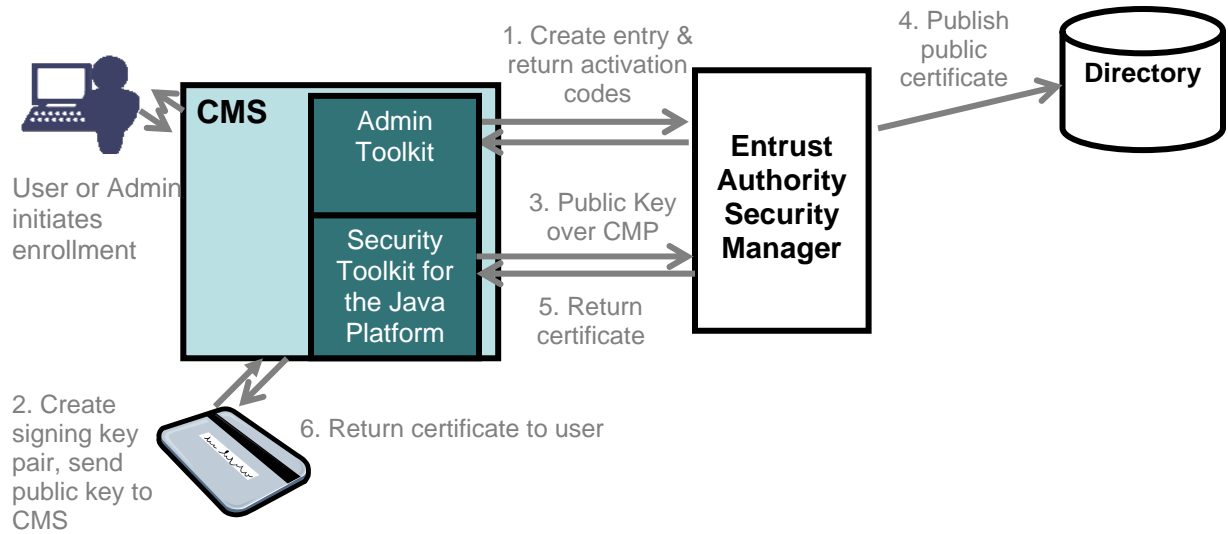 1. Create entry &
return activation
codes
4. Publish
public
certificate
Directory
CMS
Admin
Toolkit
Entrust
Authority
Security
Manager
User or Admin
initiates
enrollment
3. Public Key
over CMP
Security
Toolkit for
the Java
Platform
5. Return
certificate
2. Create
signing key
pair, send
public key to
CMS
6. Return certificate to user